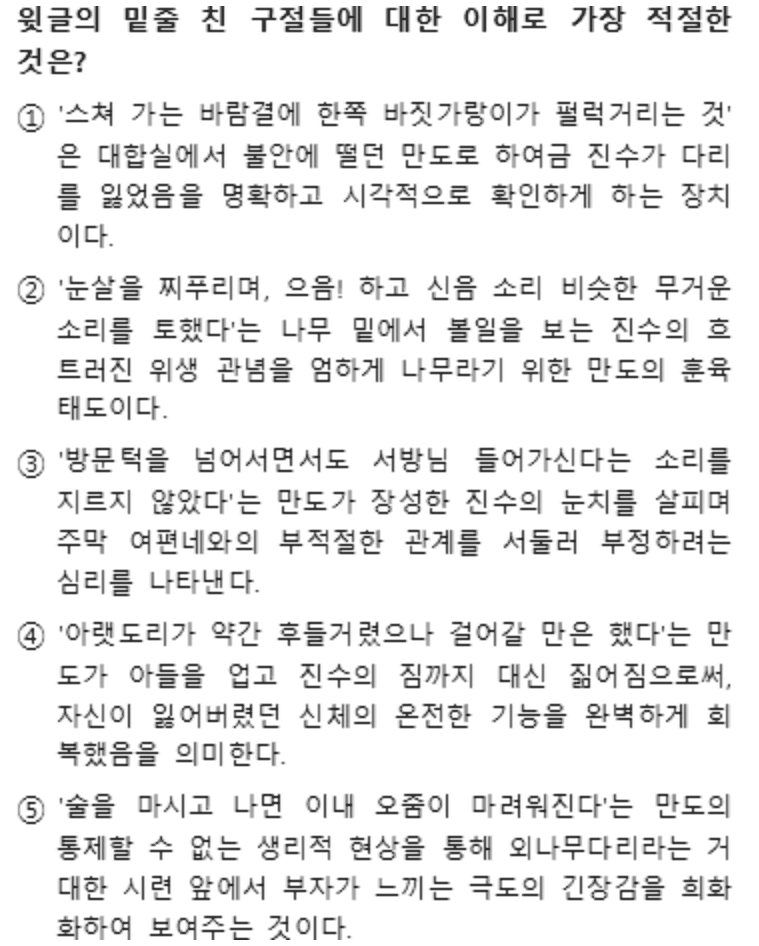 윗글의 밑줄 친 구절들에 대한 이해로 가장 적절한
것은?
① '스쳐 가는 바람결에 한쪽 바짓가랑이가 펄럭거리는 것'
은 대합실에서 불안에 떨던 만도로 하여금 진수가 다리
를 잃었음을 명확하고 시각적으로 확인하게 하는 장치
이다.
② '눈살을 찌푸리며, 으음! 하고 신음 소리 비슷한 무거운
소리를 토했다'는 나무 밑에서 볼일을 보는 진수의 흐
트러진 위생 관념을 엄하게 나무라기 위한 만도의 훈육
태도이다.
③ '방문턱을 넘어서면서도 서방님 들어가신다는 소리를
지르지 않았다'는 만도가 장성한 진수의 눈치를 살피며
주막 여편네와의 부적절한 관계를 서둘러 부정하려는
심리를 나타낸다.
④ '아랫도리가 약간 후들거렸으나 걸어갈 만은 했다'는 만
도가 아들을 업고 진수의 짐까지 대신 짊어짐으로써,
자신이 잃어버렸던 신체의 온전한 기능을 완벽하게 회
복했음을 의미한다.
⑤ '술을 마시고 나면 이내 오줌이 마려워진다'는 만도의
통제할 수 없는 생리적 현상을 통해 외나무다리라는 거
대한 시련 앞에서 부자가 느끼는 극도의 긴장감을 희화
화하여 보여주는 것이다.